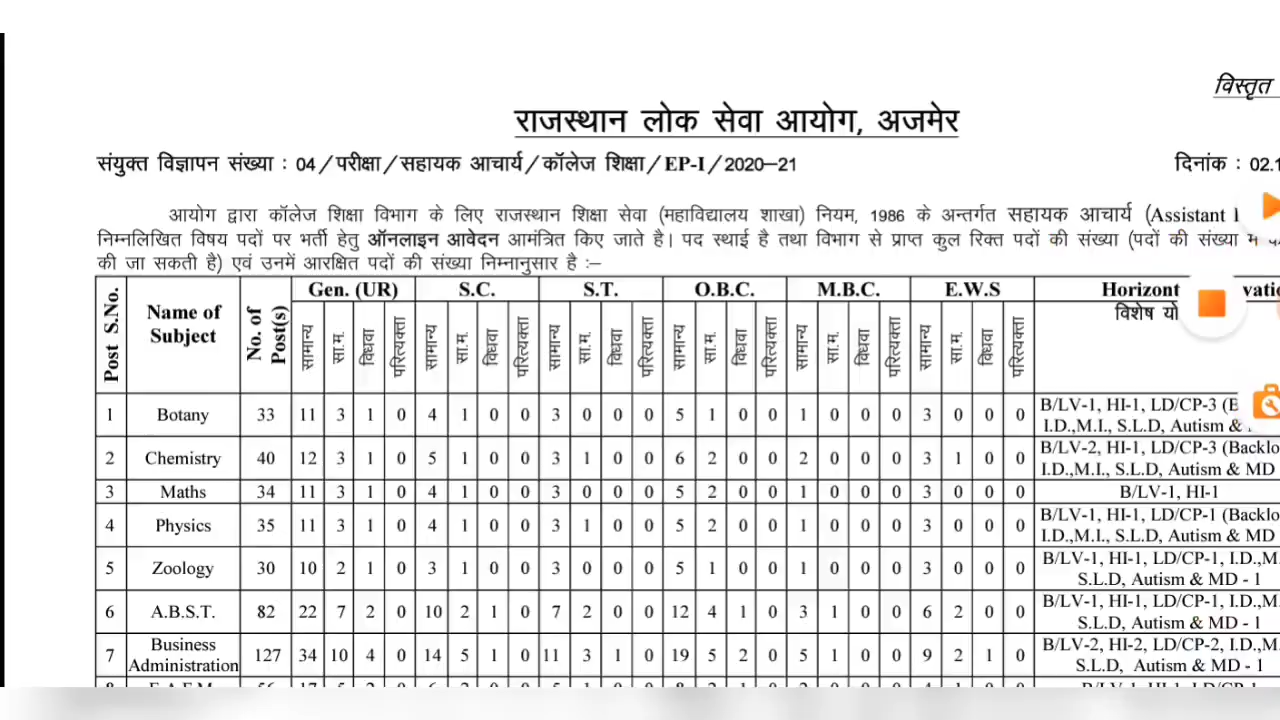 विस्तृत
राजस्थान लोक सेवा आयोग, अजमेर
संयुक्त विज्ञापन संख्या : 04/परीक्षा/सहायक आचार्य/कॉलेज शिक्षा/EP-I/2020–21 दिनांक : 02.1
आयोग द्वारा कॉलेज शिक्षा विभाग के लिए राजस्थान शिक्षा सेवा (महाविद्यालय शाखा) नियम, 1986 के अन्तर्गत सहायक आचार्य (Assistant
निम्नलिखित विषय पदों पर भर्ती हेतु ऑनलाइन आवेदन आमंत्रित किए जाते है। पद स्थाई है तथा विभाग से प्राप्त कुल रिक्त पदों की संख्या (पदों की संख्या
की जा सकती है) एवं उनमें आरक्षित पदों की संख्या निम्नानुसार है :–
Post S.No. Name of Subject No. of Post(s) Gen. (UR) S.C. S.T. O.B.C. M.B.C. E.W.S Horizont vatio
सामान्य सा.म. विधवा परित्यक्ता सामान्य सा.म. विधवा परित्यक्ता सामान्य सा.म. विधवा परित्यक्ता सामान्य सा.म. विधवा परित्यक्ता सामान्य सा.म. विधवा परित्यक्ता सामान्य सा.म. विधवा परित्यक्ता विशेष यो
1 Botany 33 11 3 1 0 4 1 0 0 3 0 0 0 5 1 0 0 1 0 0 0 3 0 0 0 B/LV-1, HI-1, LD/CP-3 (B
I.D.,M.I., S.L.D, Autism &
2 Chemistry 40 12 3 1 0 5 1 0 0 3 1 0 0 6 2 0 0 2 0 0 0 3 1 0 0 B/LV-2, HI-1, LD/CP-3 (Backlo
I.D.,M.I., S.L.D, Autism & MD
3 Maths 34 11 3 1 0 4 1 0 0 3 0 0 0 5 2 0 0 1 0 0 0 3 0 0 0 B/LV-1, HI-1
4 Physics 35 11 3 1 0 4 1 0 0 3 1 0 0 5 2 0 0 1 0 0 0 3 0 0 0 B/LV-1, HI-1, LD/CP-1 (Backlo
I.D.,M.I., S.L.D, Autism & MD
5 Zoology 30 10 2 1 0 3 1 0 0 3 0 0 0 5 1 0 0 1 0 0 0 3 0 0 0 B/LV-1, HI-1, LD/CP-1, I.D.,M.
S.L.D, Autism & MD - 1
6 A.B.S.T. 82 22 7 2 0 10 2 1 0 7 2 0 0 12 4 1 0 3 1 0 0 6 2 0 0 B/LV-1, HI-1, LD/CP-1, I.D.,M.
S.L.D, Autism & MD - 1
7 Business Administration 127 34 10 4 0 14 5 1 0 11 3 1 0 19 5 2 0 5 1 0 0 9 2 1 0 B/LV-2, HI-2, LD/CP-2, I.D.,M.
S.L.D, Autism & MD - 1